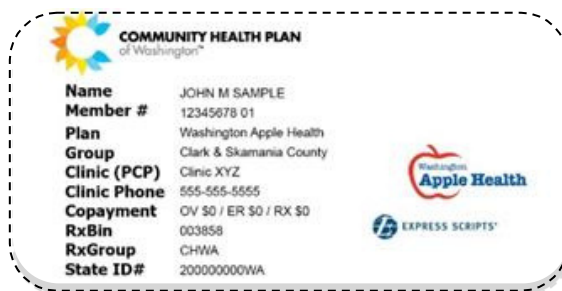 COMMUNITY HEALTH PLAN
of Washington™
Name JOHN M SAMPLE
Member # 12345678 01
Plan Washington Apple Health
Group Clark & Skamania County
Clinic (PCP) Clinic XYZ
Clinic Phone 555-555-5555
Copayment OV $0 / ER $0 / RX $0
RxBin 003858
RxGroup CHWA
State ID# 200000000WA
Washington
Apple Health
EXPRESS SCRIPTS®